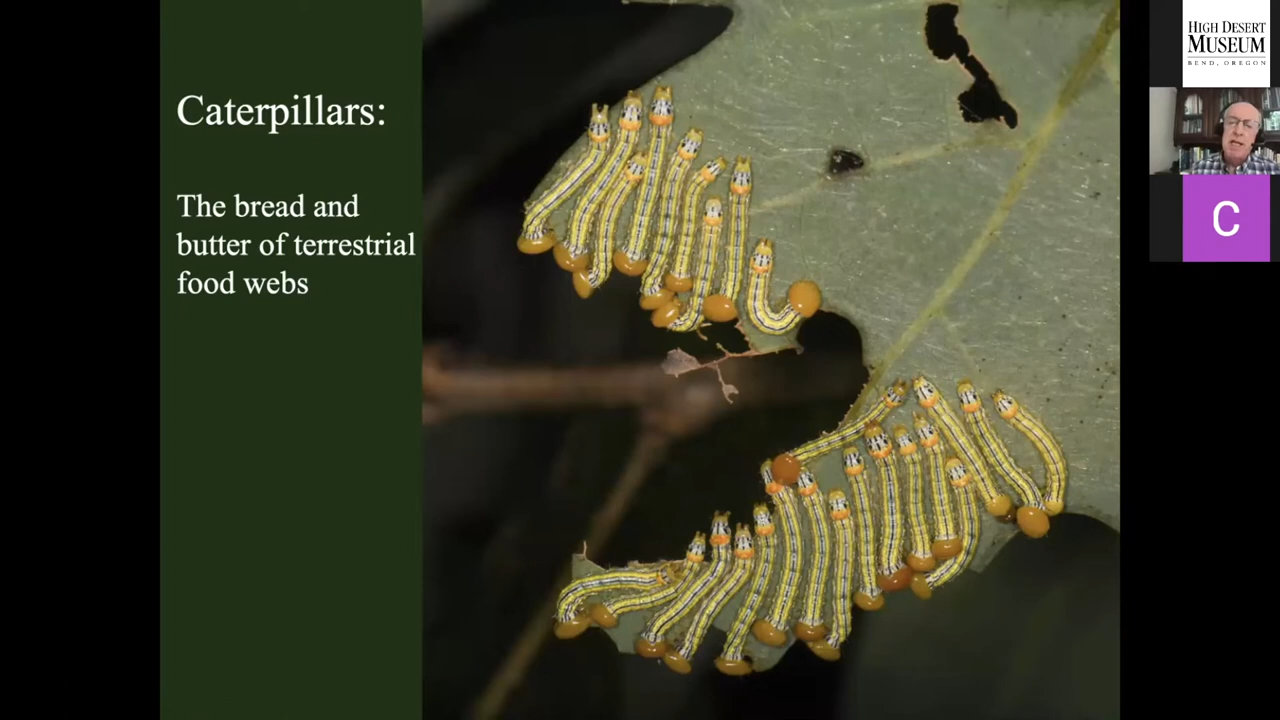 Caterpillars:
The bread and
butter of terrestrial
food webs
HIGH DESERT
MUSEUM
BEND, OREGON
C